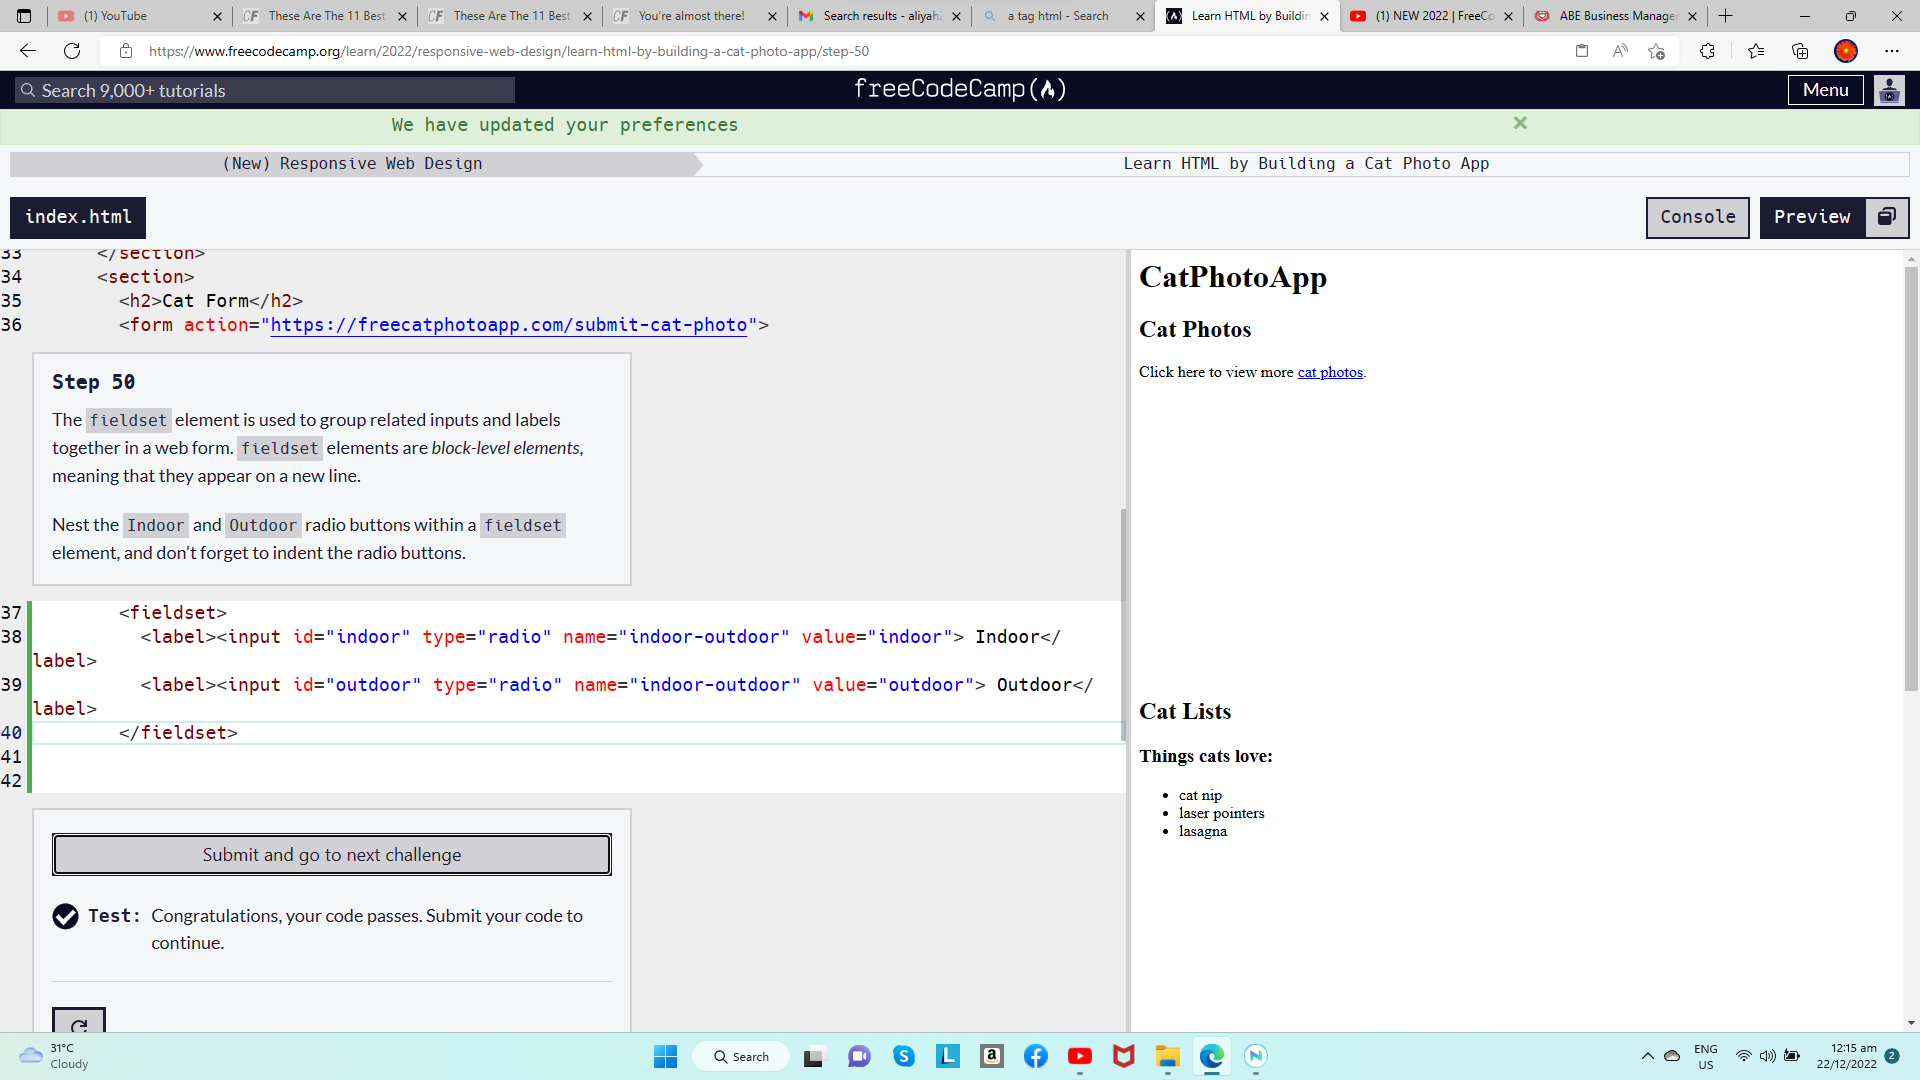 (1) YouTube
These Are The 11 Best
These Are The 11 Best
You're almost there!
Search results - aliyah2
a tag html - Search
Learn HTML by Buildin
(1) NEW 2022 | FreeCo
ABE Business Manage
https://www.freecodecamp.org/learn/2022/responsive-web-design/learn-html-by-building-a-cat-photo-app/step-50
Search 9,000+ tutorials
freeCodeCamp
Menu
We have updated your preferences
(New) Responsive Web Design
Learn HTML by Building a Cat Photo App
index.html
Console
Preview
33 </section>
34 <section>
35 <h2>Cat Form</h2>
36 <form action="https://freecatphotoapp.com/submit-cat-photo">
Step 50
The fieldset element is used to group related inputs and labels
together in a web form. fieldset elements are block-level elements,
meaning that they appear on a new line.
Nest the Indoor and Outdoor radio buttons within a fieldset
element, and don't forget to indent the radio buttons.
37 <fieldset>
38 <label><input id="indoor" type="radio" name="indoor-outdoor" value="indoor"> Indoor</
label>
39 <label><input id="outdoor" type="radio" name="indoor-outdoor" value="outdoor"> Outdoor</
label>
40 </fieldset>
41
42
Submit and go to next challenge
Test: Congratulations, your code passes. Submit your code to
continue.
CatPhotoApp
Cat Photos
Click here to view more cat photos.
Cat Lists
Things cats love:
• cat nip
• laser pointers
• lasagna
31°C
Cloudy
Search
ENG
US
12:15 am
22/12/2022
2